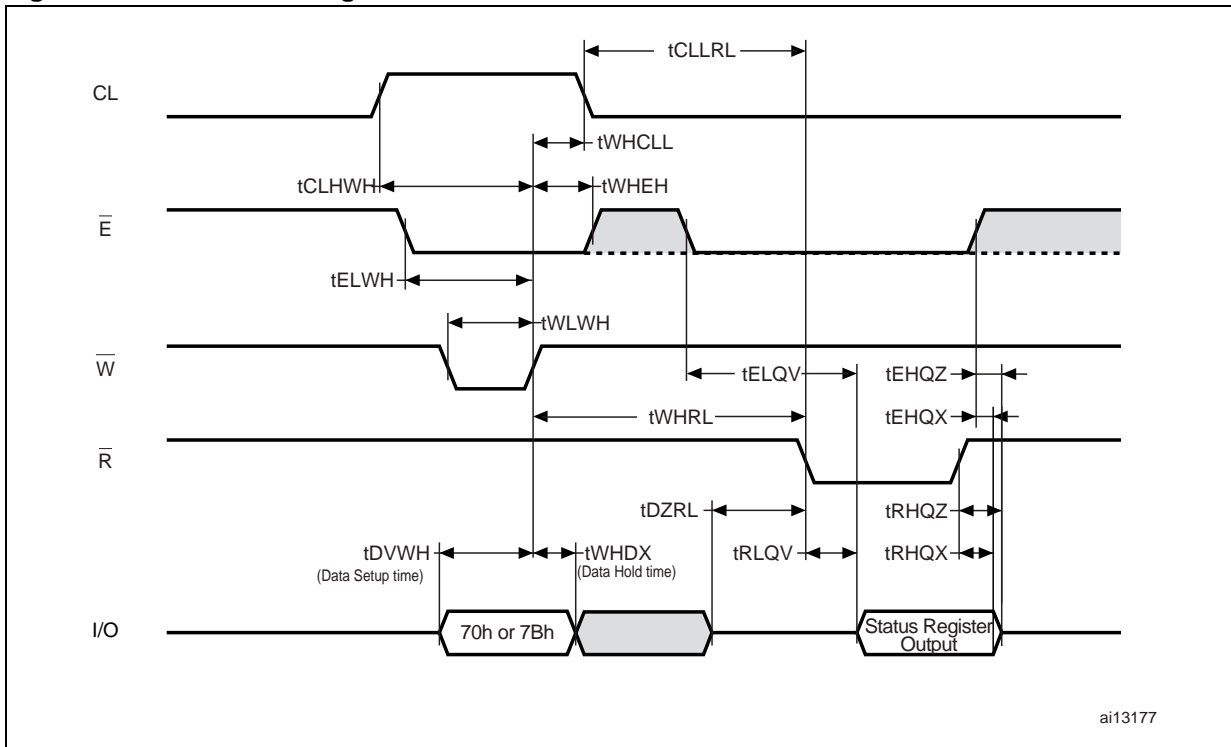 tCLLRL
CL
tWHCLL
tCLHWH
tWHEH
E
tELWH
tWLWH
W
tELQV
tEHQZ
tWHRL
tEHQX
R
tDZRL
tRHQZ
tDVWH
tWHDX
tRLQV
tRHQX
(Data Setup time)
(Data Hold time)
I/O
70h or 7Bh
Status Register
Output
ai13177